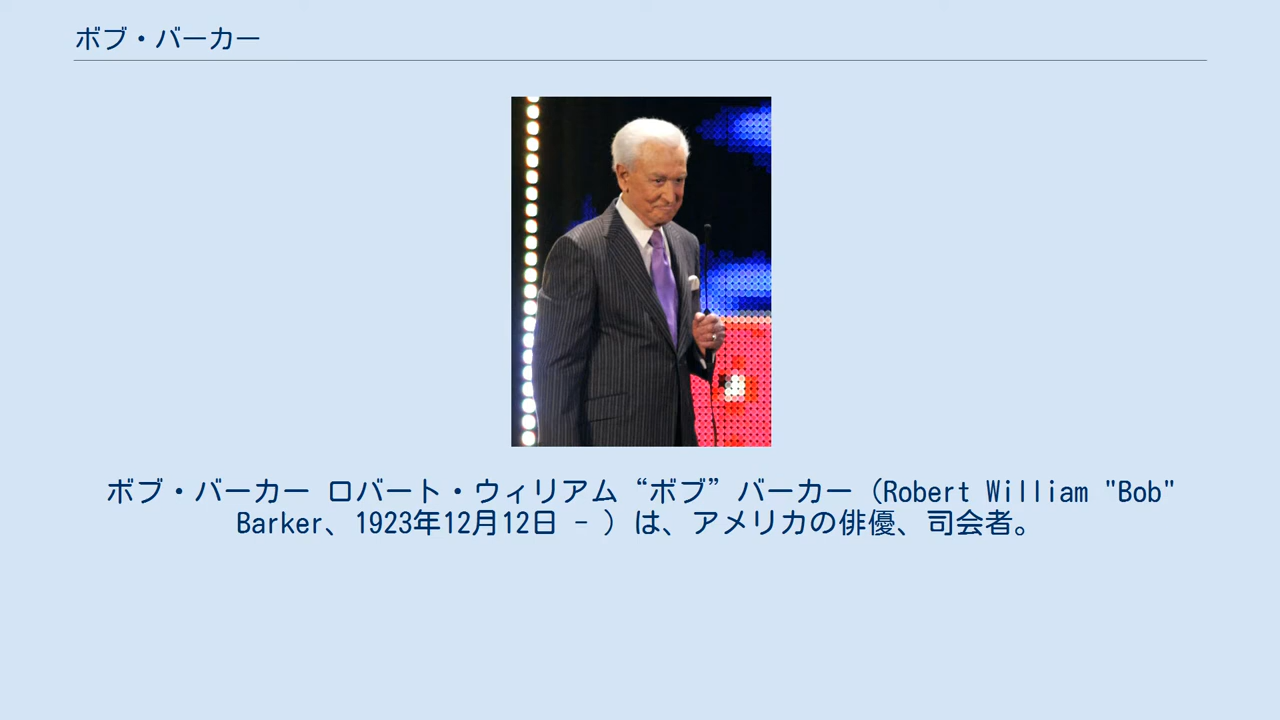 ボブ・バーカー
ボブ・バーカー ロバート・ウィリアム“ボブ”バーカー（Robert William "Bob"
Barker、1923年12月12日 - ）は、アメリカの俳優、司会者。